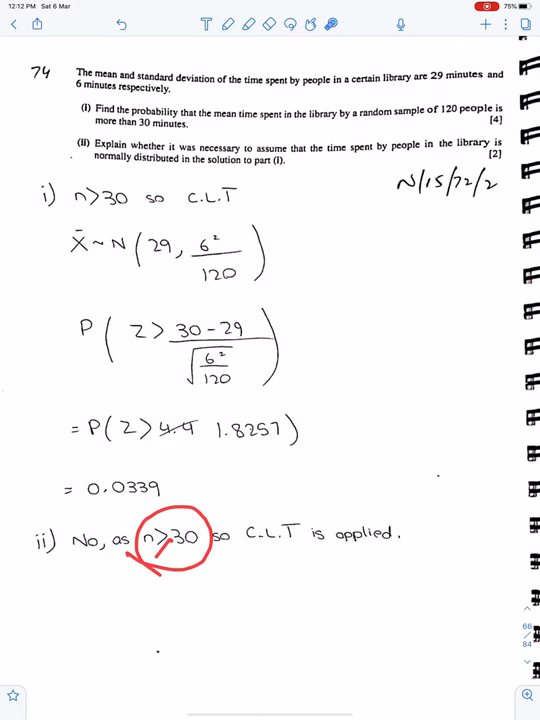 12:12 PM Sat 6 Mar
75%
74
The mean and standard deviation of the time spent by people in a certain library are 29 minutes and
6 minutes respectively.
(i) Find the probability that the mean time spent in the library by a random sample of 120 people is
more than 30 minutes. [4]
(ii) Explain whether it was necessary to assume that the time spent by people in the library is
normally distributed in the solution to part (i). [2]
N/15/72/2
i) n>30 so C.L.T
X̄ ~ N ( 29, 6² / 120 )
P ( Z > 30 - 29 / √(6² / 120) )
= P ( Z > 4.4 1.8257 )
= 0.0339
ii) No, as n>30 so C.L.T is applied.
66
/
84